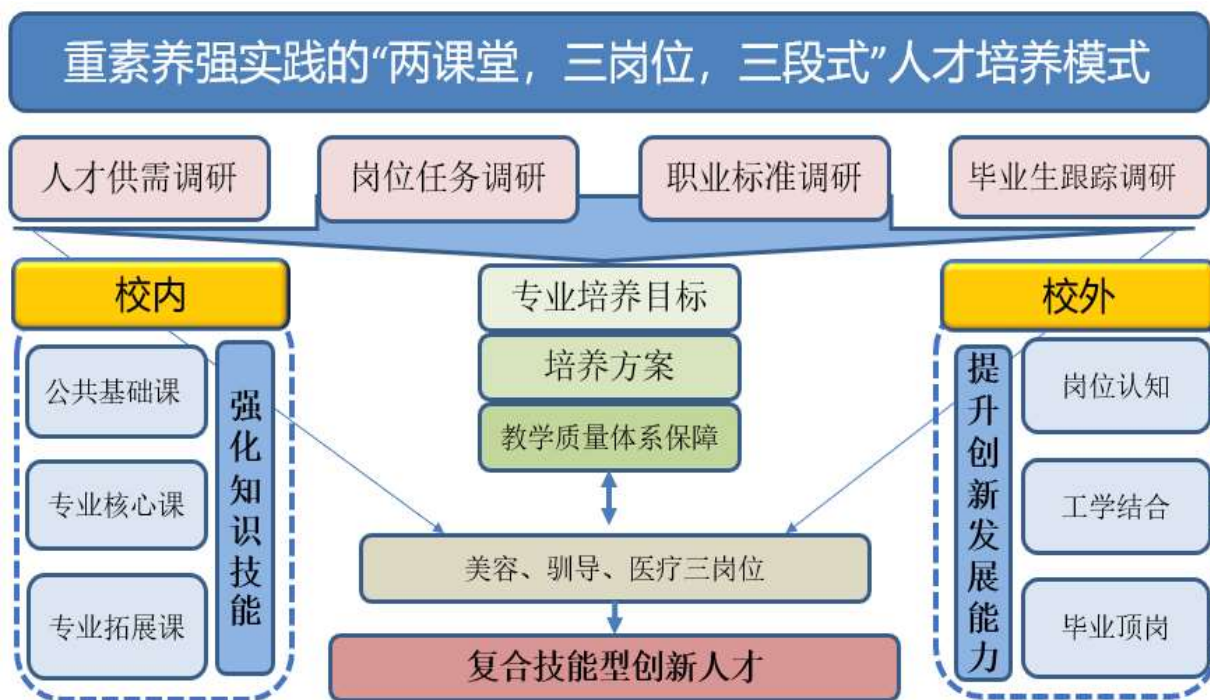 重素养强实践的“两课堂，三岗位，三段式”人才培养模式
人才供需调研
岗位任务调研
职业标准调研
毕业生跟踪调研
校内
公共基础课
专业核心课
专业拓展课
强化知识技能
专业培养目标
培养方案
教学质量体系保障
美容、驯导、医疗三岗位
复合技能型创新人才
校外
提升创新发展能力
岗位认知
工学结合
毕业顶岗